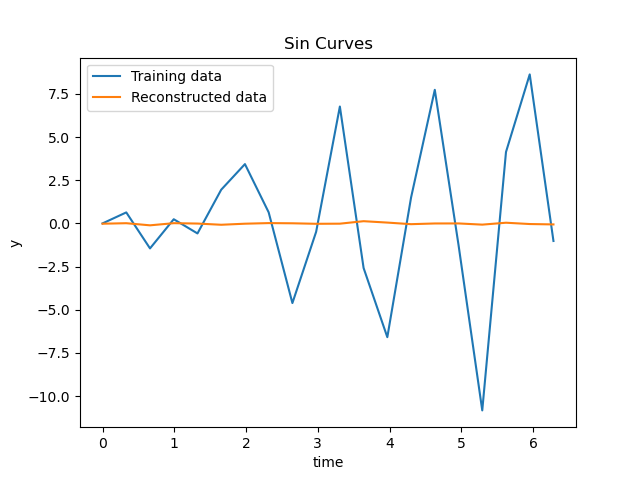 Sin Curves
Training data
Reconstructed data
7.5
5.0
2.5
0.0
−2.5
−5.0
−7.5
−10.0
y
0 1 2 3 4 5 6
time